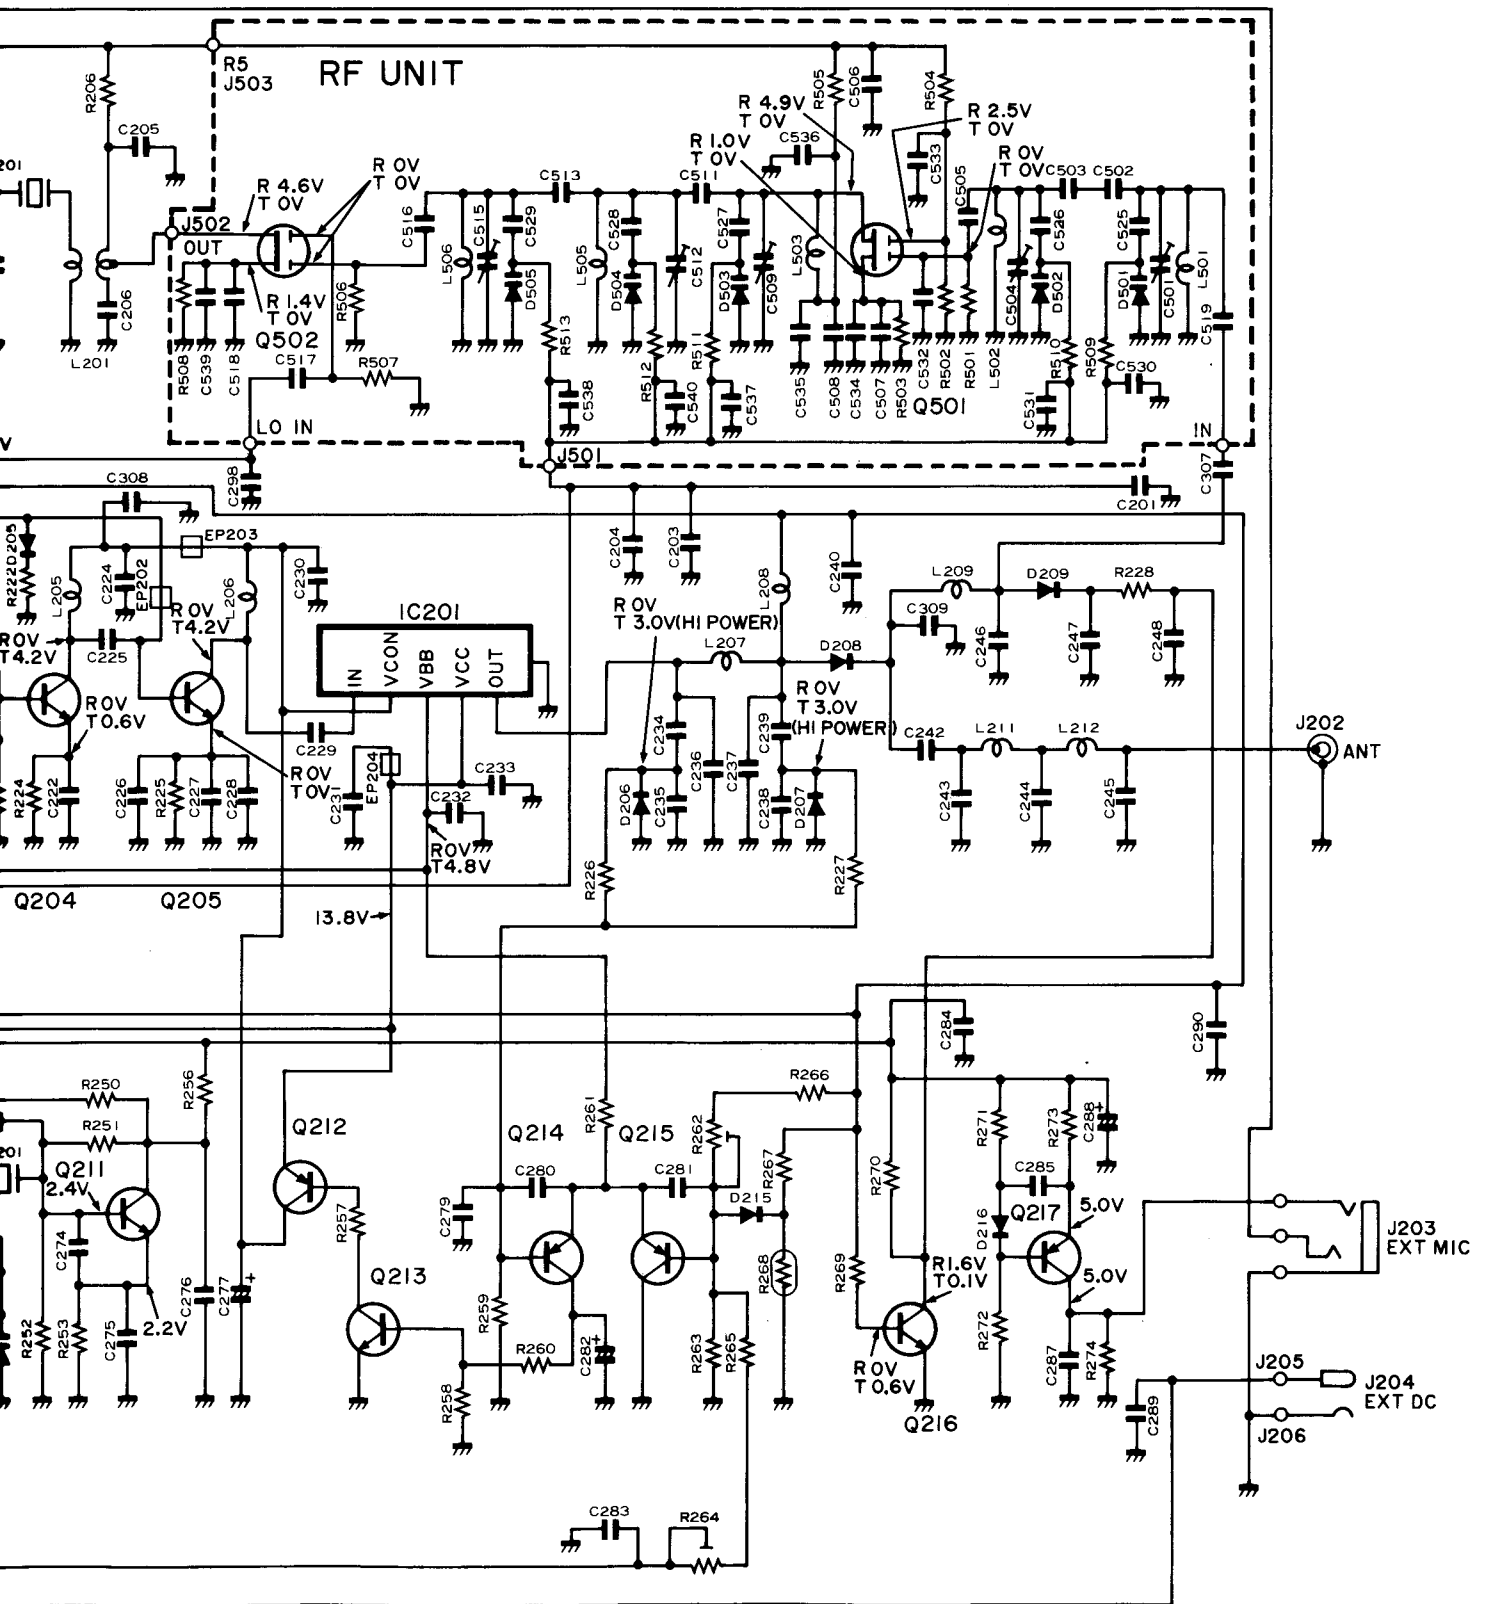 RF UNIT
R5
J503
R206
C205
201
R 4.6V
T 0V
R 0V
T 0V
J502
OUT
C206
L201
R508
C539
C518
R 1.4V
T 0V
Q502
R506
C517
R507
LO IN
C298
C516
L506
C515
C529
D505
C513
R513
C538
J501
L505
C528
D504
C512
R512
C540
C511
C527
D503
R511
C537
C509
C536
R505
C506
R504
R 4.9V
T 0V
R 1.0V
T 0V
R 2.5V
T 0V
R 0V
T 0V
L503
C533
C505
C535
C508
C534
C507
R503
C532
R502
R501
Q501
L502
C504
C503
C502
C526
D502
R510
C531
C525
D501
R509
C530
C501
L501
C519
IN
C307
C201
V
C308
D205
R222
L205
C224
EP202
EP203
L206
C230
R 0V
T4.2V
C225
R 0V
T4.2V
R 0V
T 0.6V
R224
C222
C226
R225
C227
C228
R 0V
T 0V
Q204
Q205
IC201
IN
VCON
VBB
VCC
OUT
C229
C231
EP204
C233
C232
R 0V
T4.8V
13.8V
C204
C203
L208
C240
R 0V
T 3.0V(HI POWER)
L207
D208
C234
C235
D206
C236
C237
C239
C238
D207
R 0V
T 3.0V
(HI POWER)
R226
R227
L209
D209
R228
C309
C246
C247
C248
C242
L211
L212
C243
C244
C245
J202
ANT
C284
C290
R250
R251
R256
201
Q211
2.4V
C274
R252
R253
C275
2.2V
C276
C277
Q212
R257
Q213
R258
R260
R259
C279
C280
Q214
R261
Q215
C281
C282
R262
R266
R267
D215
R268
R263
R265
R269
R270
R 1.6V
T 0.1V
R 0V
T 0.6V
Q216
R271
R273
C288
C285
D216
Q217
5.0V
5.0V
R272
C287
R274
J203
EXT MIC
J205
J204
EXT DC
C289
J206
C283
R264